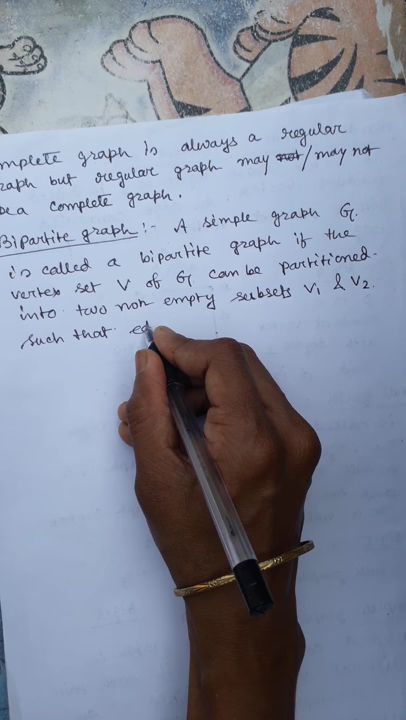 mplete graph is always a regular
raph but regular graph may not/may not
be a complete graph.
Bipartite graph:- A simple graph G.
is called a bipartite graph if the
vertex set V of G can be partitioned.
into two non empty subsets V1 & V2.
such that ed